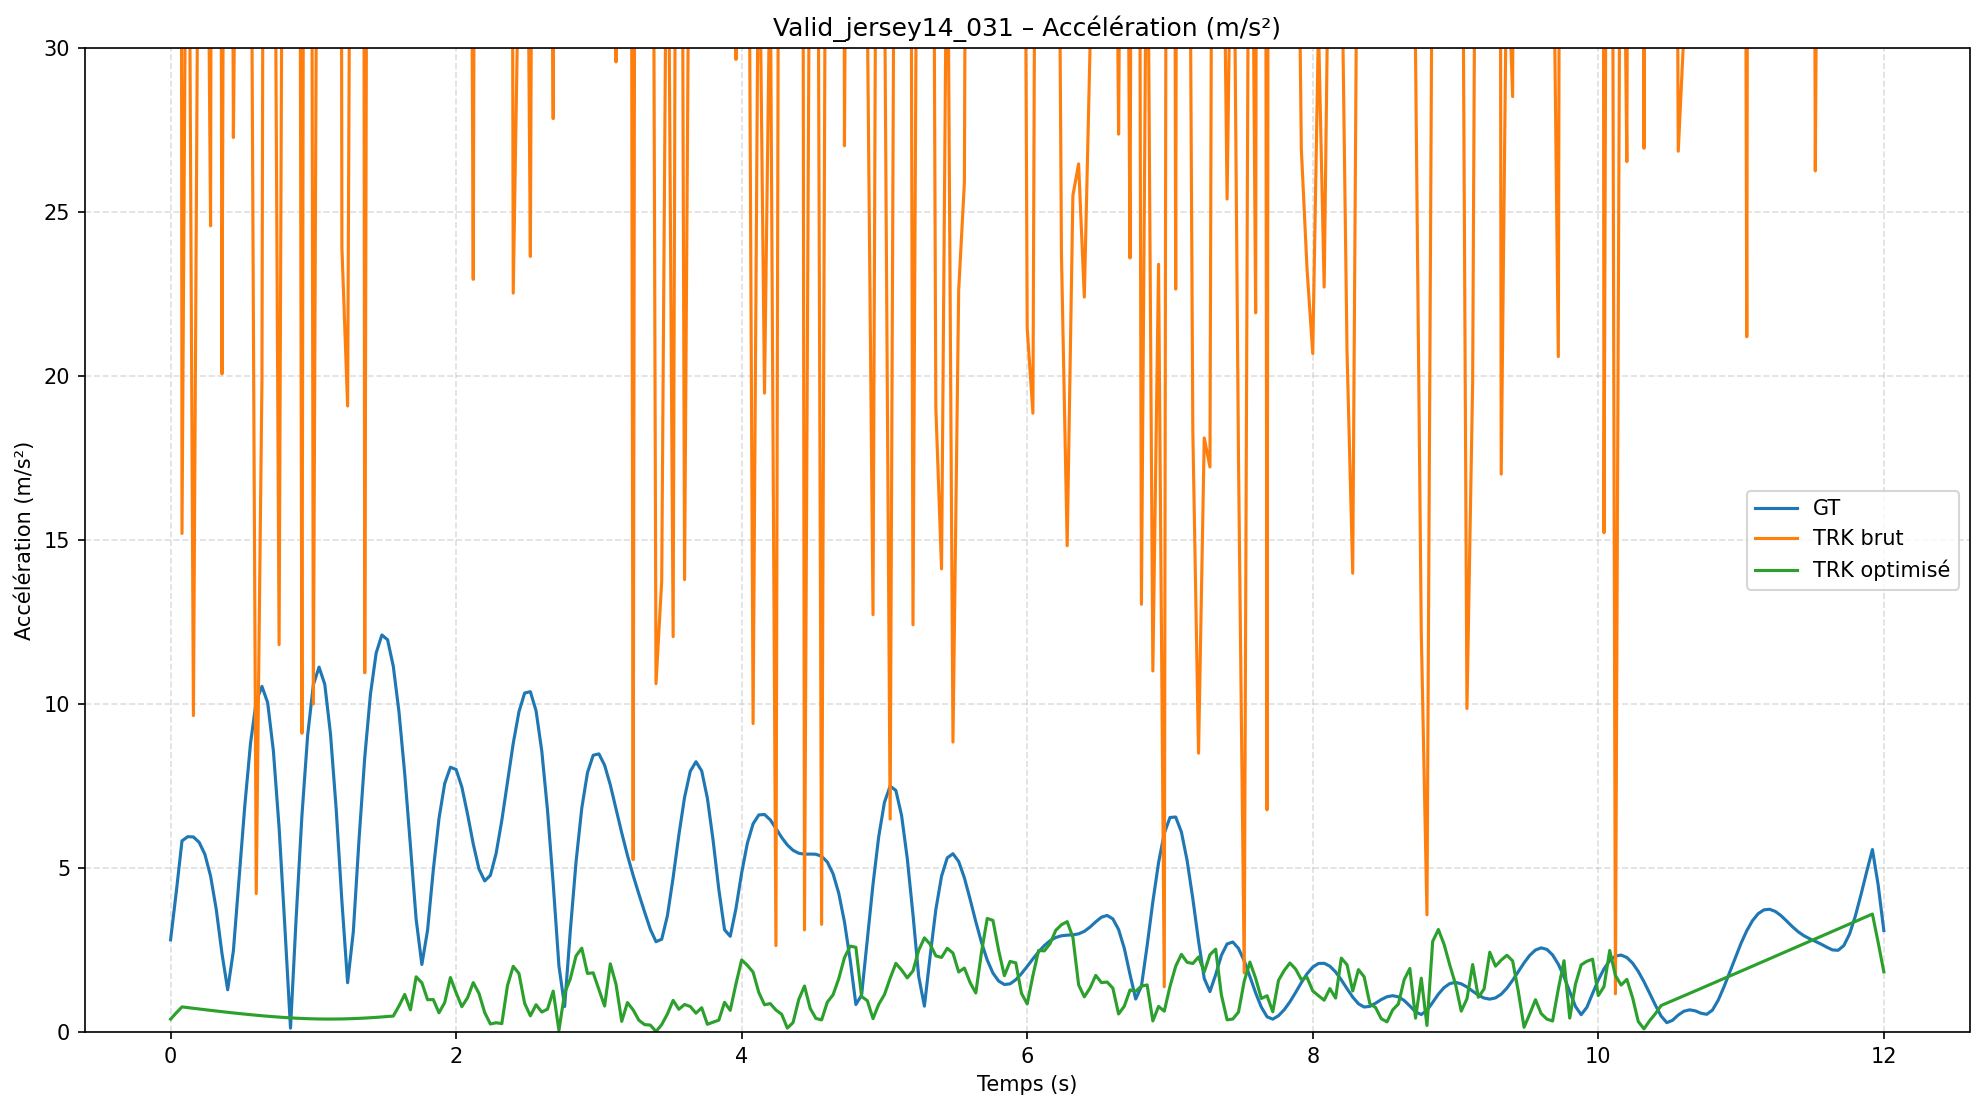 Valid_jersey14_031 – Accélération (m/s²)
Accélération (m/s²)
30
25
20
15
10
5
0
GT
TRK brut
TRK optimisé
0 2 4 6 8 10 12
Temps (s)